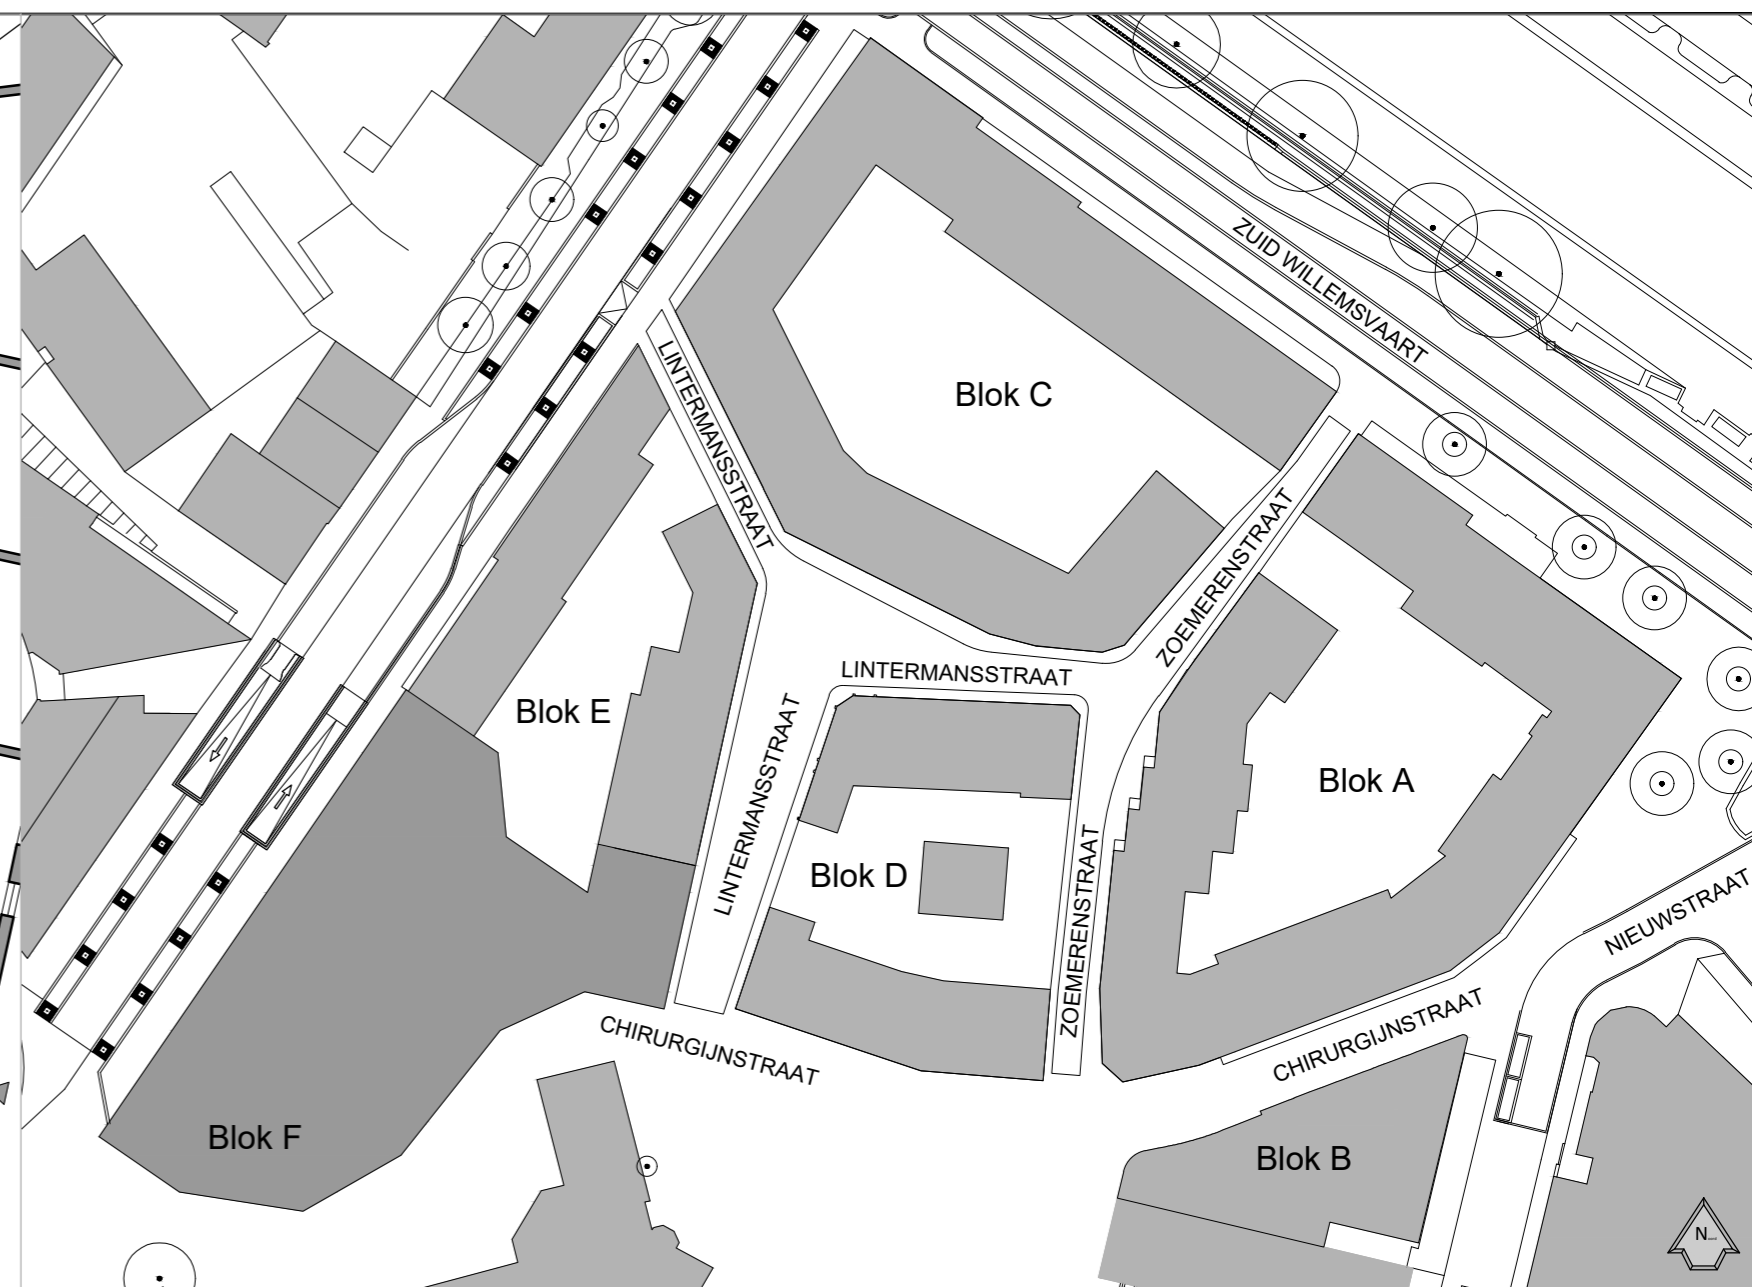 ZUID WILLEMSVAART
LINTERMANSSTRAAT
Blok C
ZOEMERENSTRAAT
LINTERMANSSTRAAT
Blok E
LINTERMANSSTRAAT
Blok A
Blok D
ZOEMERENSTRAAT
NIEUWSTRAAT
CHIRURGIJNSTRAAT
CHIRURGIJNSTRAAT
Blok F
Blok B
N